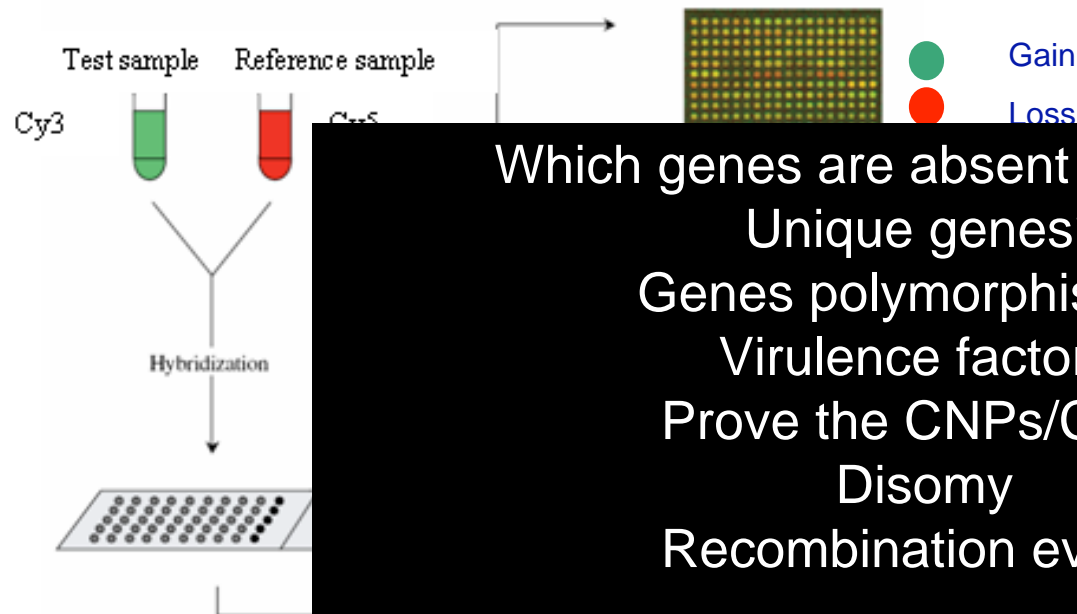 Test sample Reference sample
Gain
Cy3
Loss
Which genes are absent
Unique genes
Genes polymorphis
Virulence facto
Hybridization
Prove the CNPs/
Disomy
Recombination ev